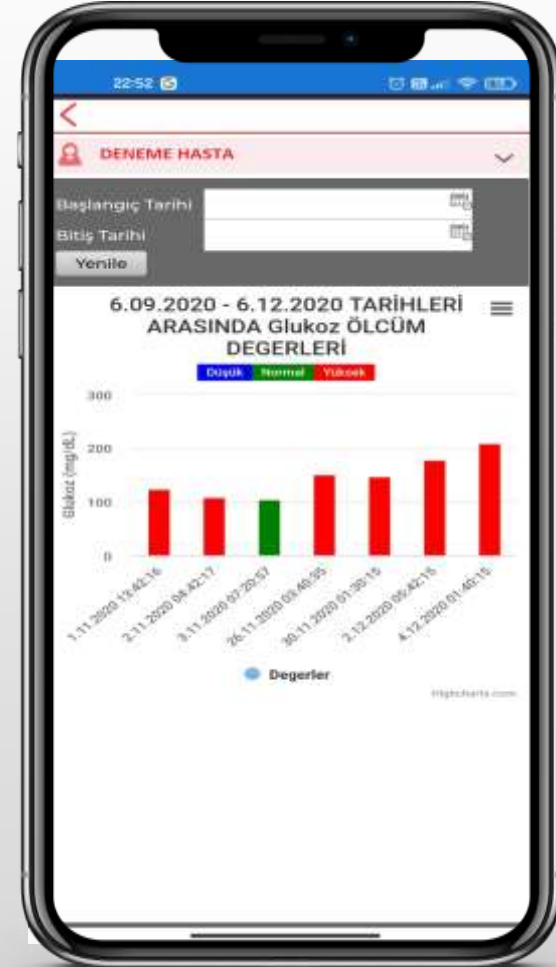 22:52
DENEME HASTA
Başlangiç Tarihi
Bitiş Tarihi
Yenile
6.09.2020 - 6.12.2020 TARİHLERİ
ARASINDA Glukoz ÖLCÜM
DEGERLERİ
Düşük Normal Yüksek
Glukoz (mg/dL)
300
200
100
0
1.11.2020 13:42:16
2.11.2020 08:42:17
3.11.2020 07:20:57
26.11.2020 03:40:35
30.11.2020 01:30:15
2.12.2020 05:42:15
4.12.2020 01:40:15
Degerler
Highcharts.com